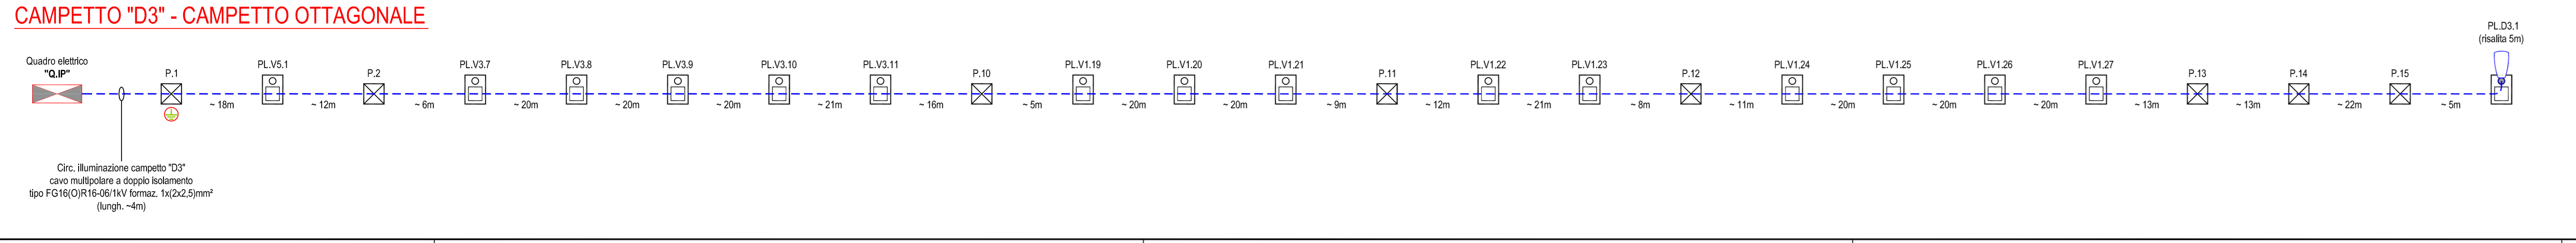 CAMPETTO "D3" - CAMPETTO OTTAGONALE
Quadro elettrico
"Q.IP"
P.1
PL.V5.1
P.2
PL.V3.7
PL.V3.8
PL.V3.9
PL.V3.10
PL.V3.11
P.10
PL.V1.19
PL.V1.20
PL.V1.21
P.11
PL.V1.22
PL.V1.23
P.12
PL.V1.24
PL.V1.25
PL.V1.26
PL.V1.27
P.13
P.14
P.15
PL.D3.1
(risalita 5m)
~ 18m
~ 12m
~ 6m
~ 20m
~ 20m
~ 20m
~ 21m
~ 16m
~ 5m
~ 20m
~ 20m
~ 9m
~ 12m
~ 21m
~ 8m
~ 11m
~ 20m
~ 20m
~ 20m
~ 13m
~ 13m
~ 22m
~ 5m
Circ. illuminazione campetto "D3"
cavo multipolare a doppio isolamento
tipo FG16(O)R16-06/1kV formaz. 1x(2x2,5)mm²
(lungh. ~4m)